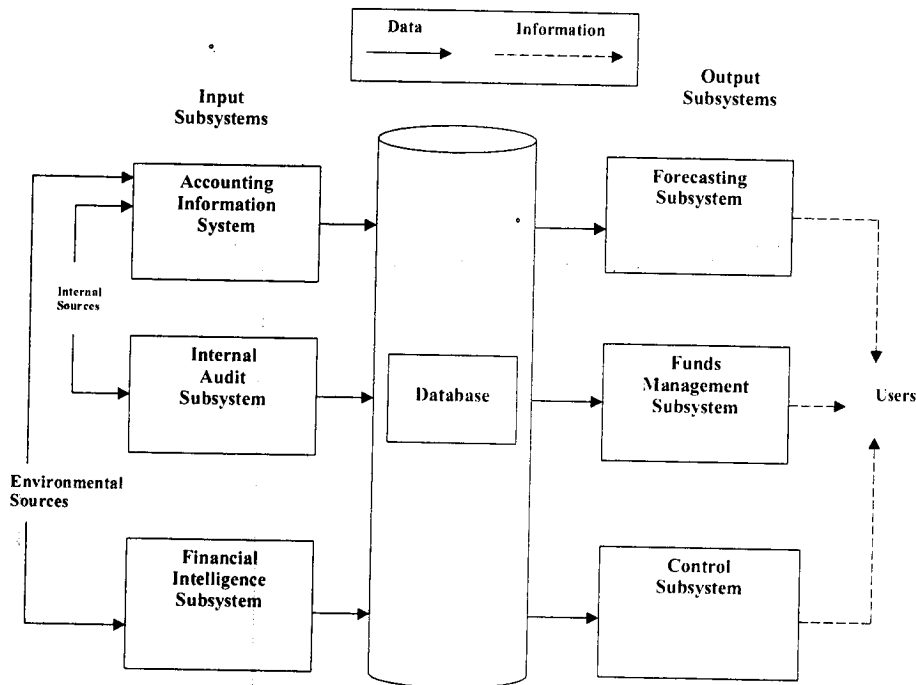 Data
Information
Input
Subsystems
Output
Subsystems
Accounting
Information
System
Forecasting
Subsystem
Internal
Sources
Internal
Audit
Subsystem
Database
Funds
Management
Subsystem
Users
Environmental
Sources
Financial
Intelligence
Subsystem
Control
Subsystem